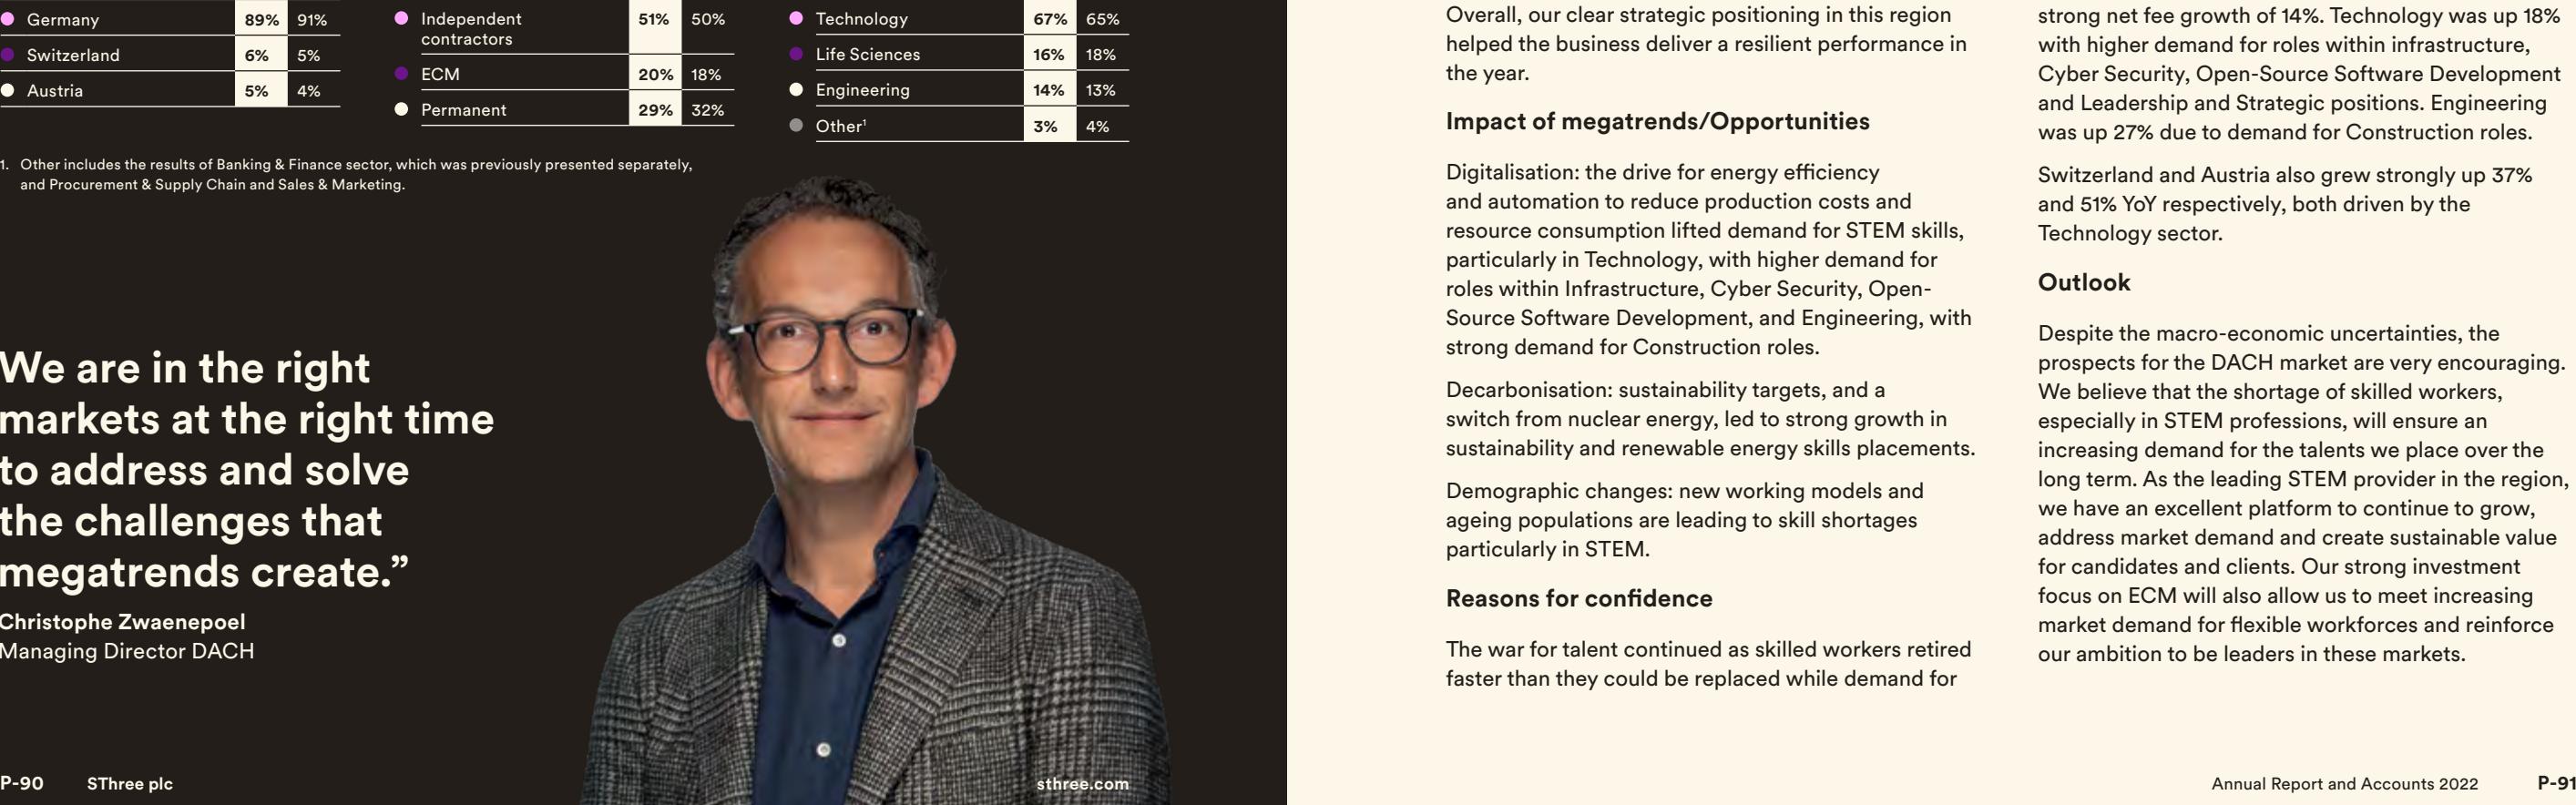 Germany 89% 91%
Switzerland 6% 5%
Austria 5% 4%
Independent 51% 50%
contractors
ECM 20% 18%
Permanent 29% 32%
Technology 67% 65%
Life Sciences 16% 18%
Engineering 14% 13%
Other¹ 3% 4%
1. Other includes the results of Banking & Finance sector, which was previously presented separately,
and Procurement & Supply Chain and Sales & Marketing.
We are in the right
markets at the right time
to address and solve
the challenges that
megatrends create.”
Christophe Zwaenepoel
Managing Director DACH
P-90 SThree plc
sthree.com
Overall, our clear strategic positioning in this region
helped the business deliver a resilient performance in
the year.
Impact of megatrends/Opportunities
Digitalisation: the drive for energy efficiency
and automation to reduce production costs and
resource consumption lifted demand for STEM skills,
particularly in Technology, with higher demand for
roles within Infrastructure, Cyber Security, Open-
Source Software Development, and Engineering, with
strong demand for Construction roles.
Decarbonisation: sustainability targets, and a
switch from nuclear energy, led to strong growth in
sustainability and renewable energy skills placements.
Demographic changes: new working models and
ageing populations are leading to skill shortages
particularly in STEM.
Reasons for confidence
The war for talent continued as skilled workers retired
faster than they could be replaced while demand for
strong net fee growth of 14%. Technology was up 18%
with higher demand for roles within infrastructure,
Cyber Security, Open-Source Software Development
and Leadership and Strategic positions. Engineering
was up 27% due to demand for Construction roles.
Switzerland and Austria also grew strongly up 37%
and 51% YoY respectively, both driven by the
Technology sector.
Outlook
Despite the macro-economic uncertainties, the
prospects for the DACH market are very encouraging.
We believe that the shortage of skilled workers,
especially in STEM professions, will ensure an
increasing demand for the talents we place over the
long term. As the leading STEM provider in the region,
we have an excellent platform to continue to grow,
address market demand and create sustainable value
for candidates and clients. Our strong investment
focus on ECM will also allow us to meet increasing
market demand for flexible workforces and reinforce
our ambition to be leaders in these markets.
Annual Report and Accounts 2022 P-91